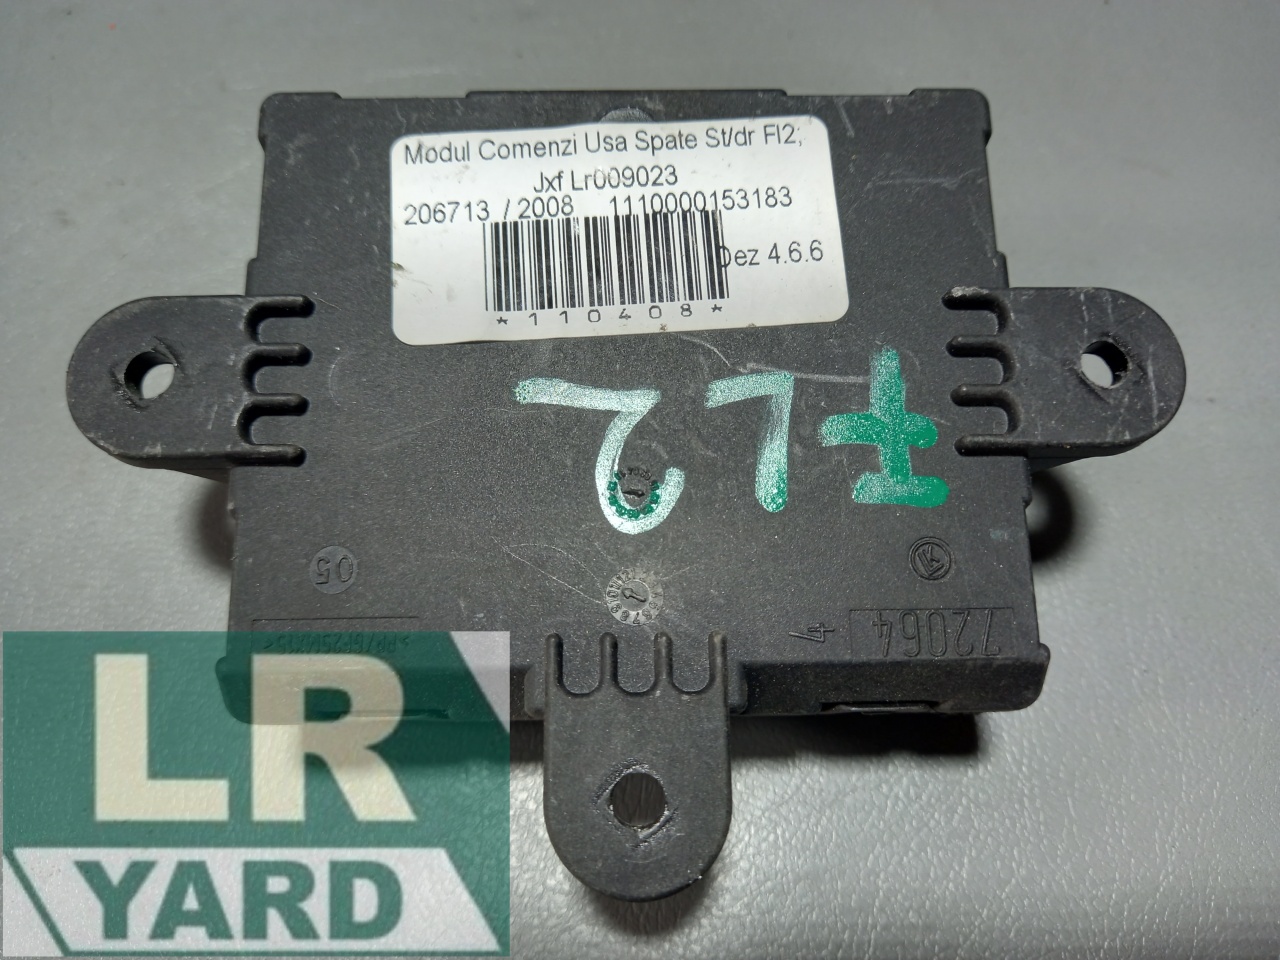 Modul Comenzi Usa Spate St/dr Fl2;
Jxf Lr009023
206713 / 2008 1110000153183
Dez 4.6.6
*110408*
FL2
05
72064
4
LR
YARD